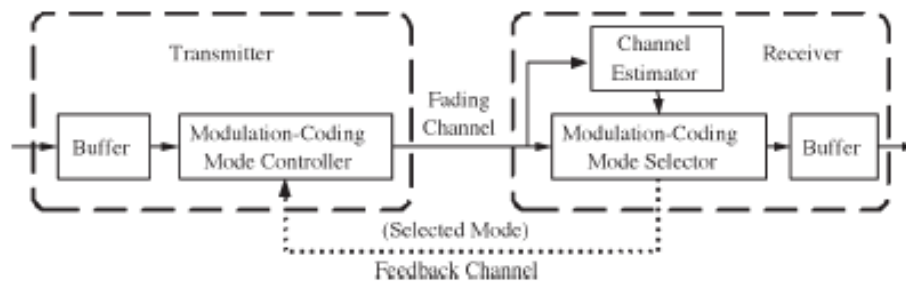 Transmitter
Channel
Estimator
Receiver
Fading
Channel
Buffer
Modulation-Coding
Mode Controller
Modulation-Coding
Mode Selector
Buffer
(Selected Mode)
Feedback Channel